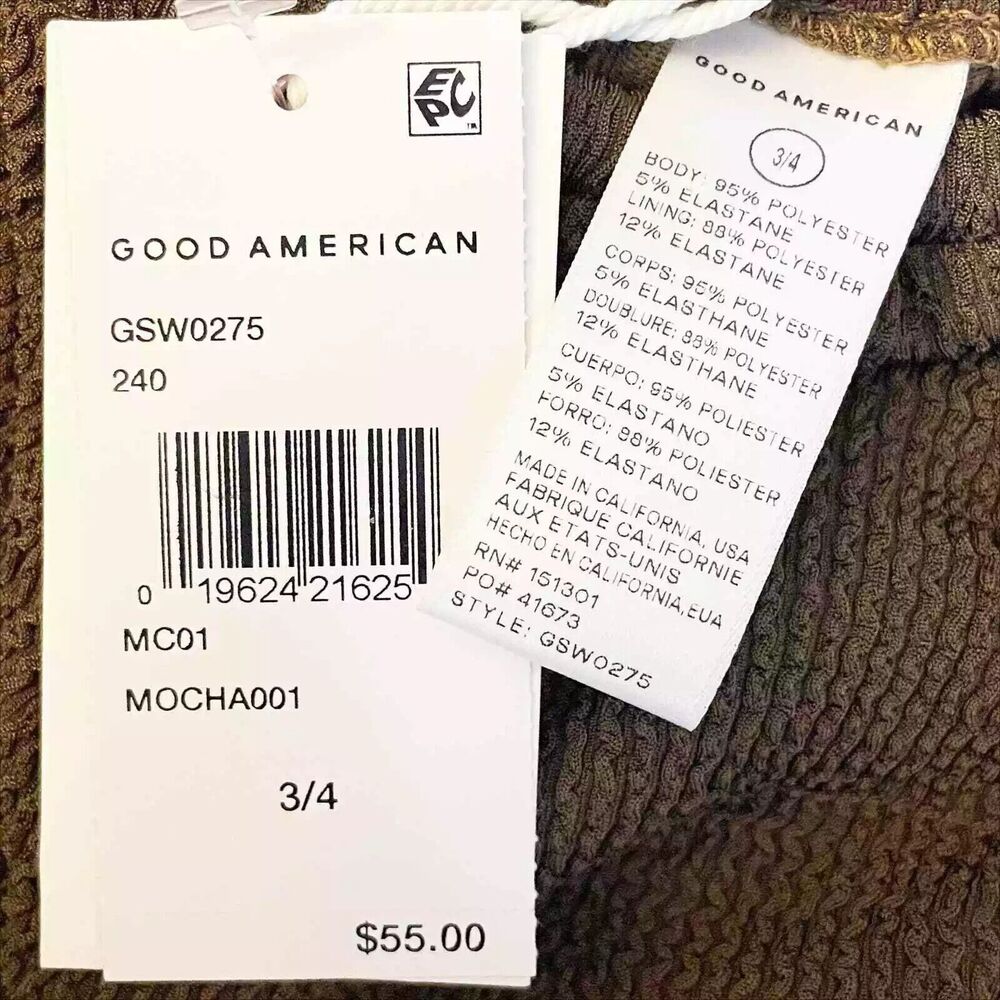 EPC
TM
GOOD AMERICAN
GSW0275
240
0 19624 21625
MC01
MOCHA001
3/4
$55.00
GOOD AMERICAN
3/4
BODY: 95% POLYESTER
5% ELASTANE
LINING: 88% POLYESTER
12% ELASTANE
CORPS: 95% POLYESTER
5% ELASTHANE
DOUBLURE: 88% POLYESTER
12% ELASTHANE
CUERPO: 95% POLIESTER
5% ELASTANO
FORRO: 88% POLIESTER
12% ELASTANO
MADE IN CALIFORNIA, USA
FABRIQUE CALIFORNIE
AUX ETATS-UNIS
HECHO EN CALIFORNIA,EUA
RN# 151301
PO# 41673
STYLE: GSW0275